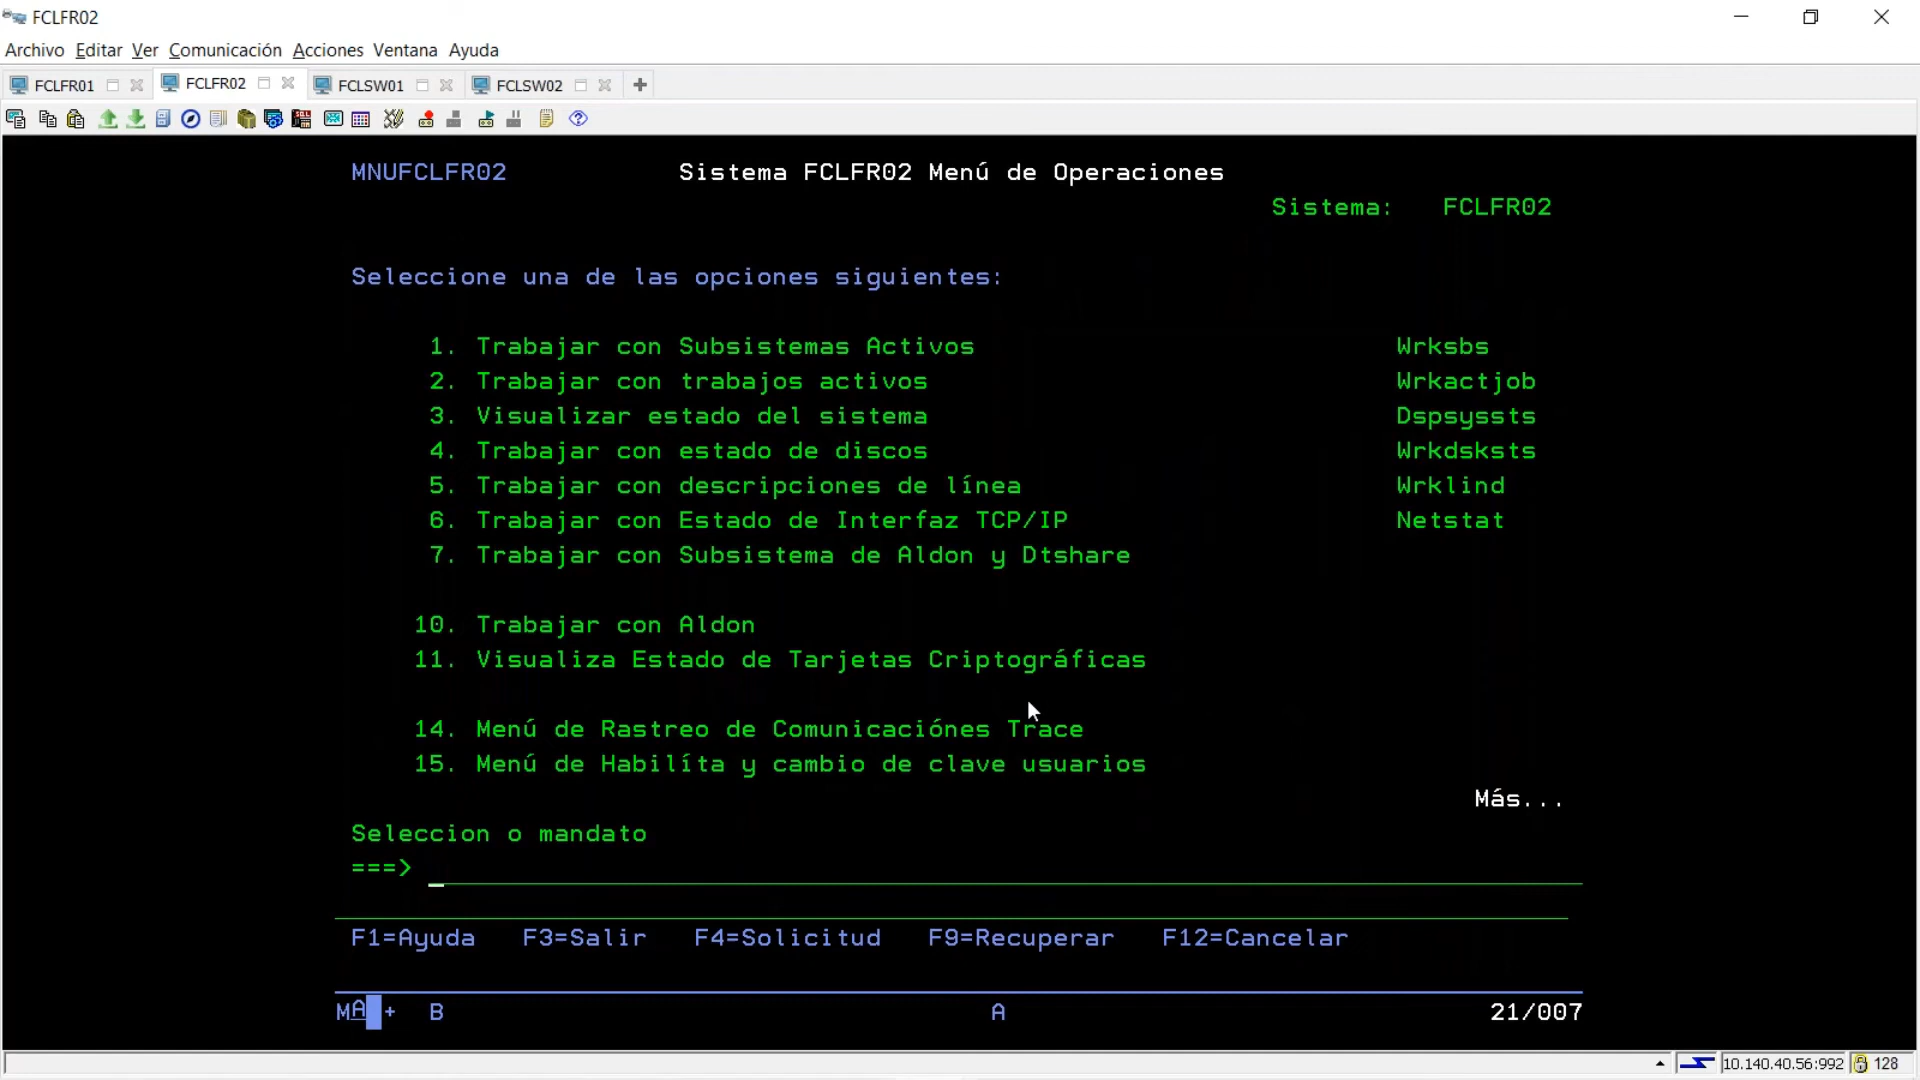 FCLFR02
Archivo Editar Ver Comunicación Acciones Ventana Ayuda
FCLFR01 FCLFR02 FCLSW01 FCLSW02
MNUFCLFR02 Sistema FCLFR02 Menú de Operaciones
Sistema: FCLFR02
Seleccione una de las opciones siguientes:
1. Trabajar con Subsistemas Activos Wrksbs
2. Trabajar con trabajos activos Wrkactjob
3. Visualizar estado del sistema Dspsyssts
4. Trabajar con estado de discos Wrkdsksts
5. Trabajar con descripciones de línea Wrklind
6. Trabajar con Estado de Interfaz TCP/IP Netstat
7. Trabajar con Subsistema de Aldon y Dtshare
10. Trabajar con Aldon
11. Visualiza Estado de Tarjetas Criptográficas
14. Menú de Rastreo de Comunicaciónes Trace
15. Menú de Habilíta y cambio de clave usuarios
Más...
Seleccion o mandato
===>
F1=Ayuda F3=Salir F4=Solicitud F9=Recuperar F12=Cancelar
MA + B A 21/007
10.140.40.56:992 128